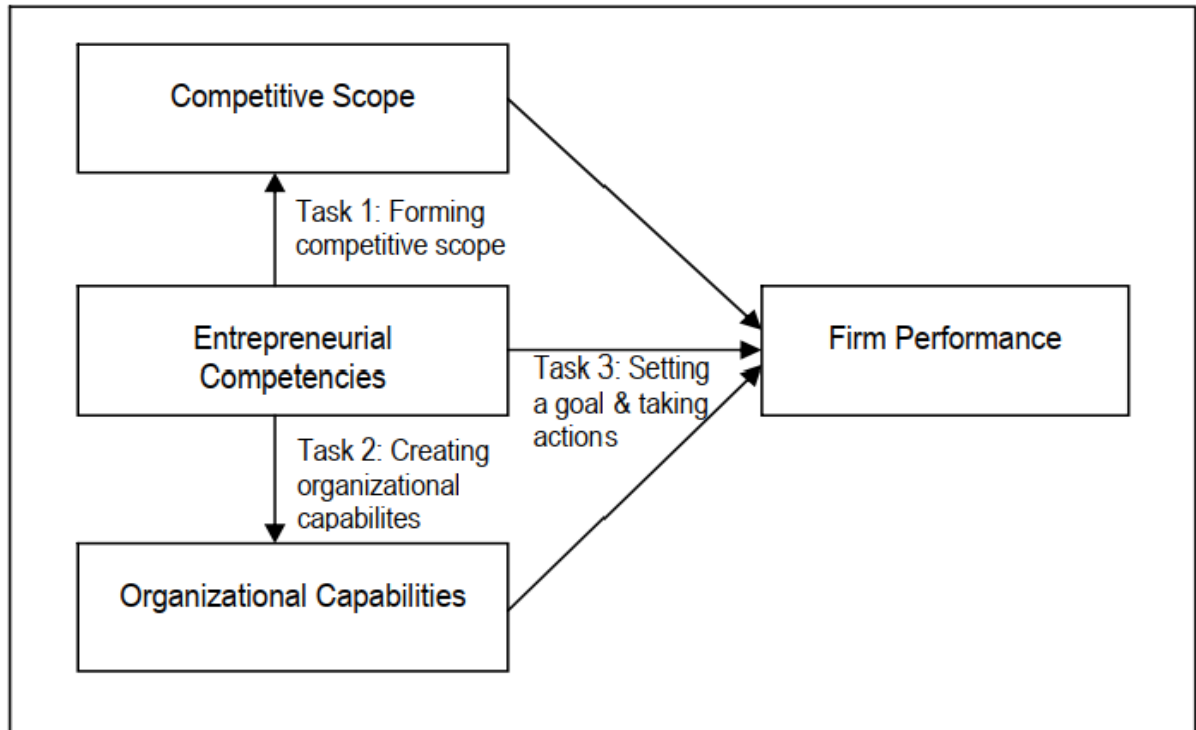 Competitive Scope
Task 1: Forming
competitive scope
Entrepreneurial
Competencies
Firm Performance
Task 3: Setting
a goal & taking
actions
Task 2: Creating
organizational
capabilites
Organizational Capabilities